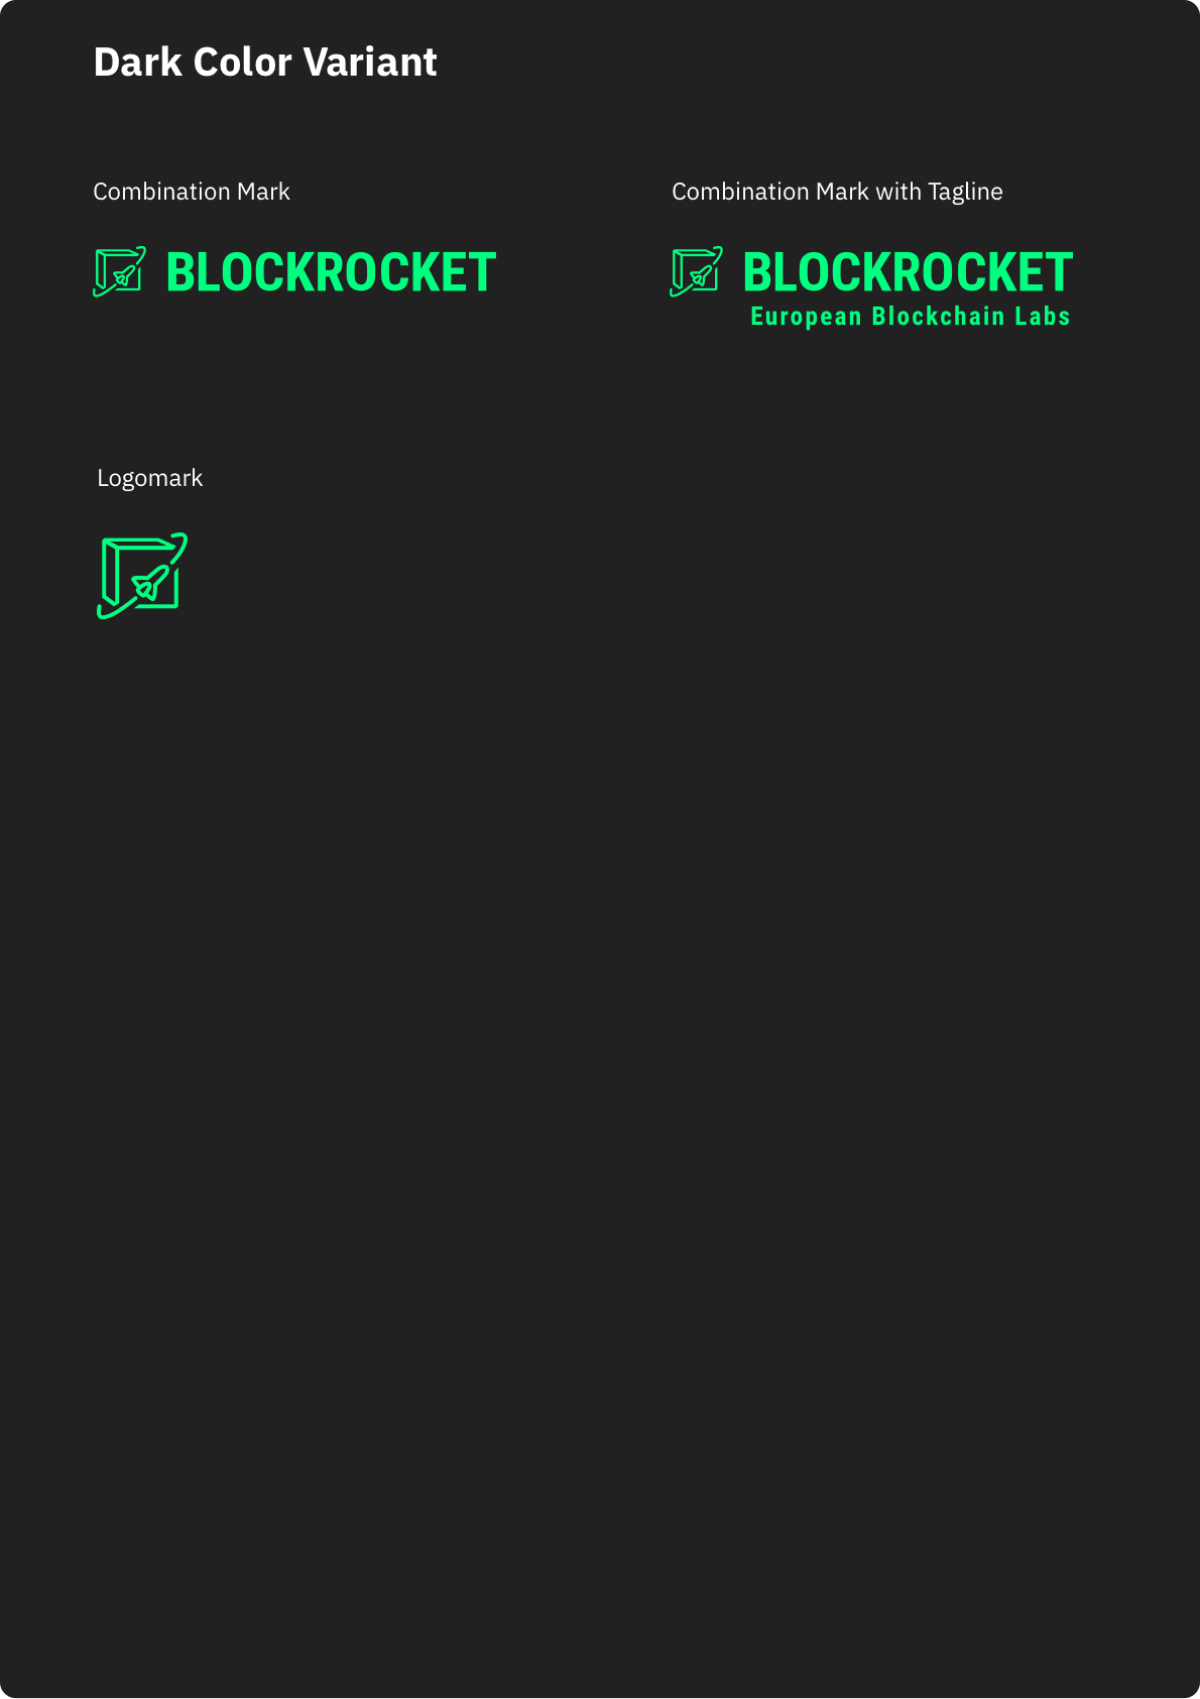 Dark Color Variant
Combination Mark
BLOCKROCKET
Combination Mark with Tagline
BLOCKROCKET
European Blockchain Labs
Logomark